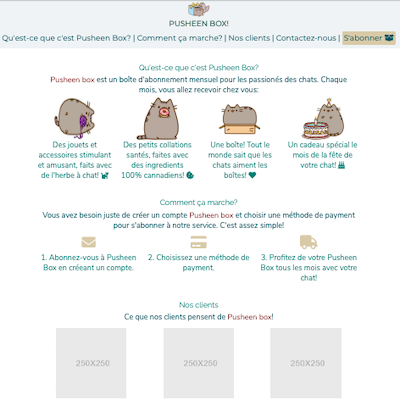 PUSHEEN BOX!
Qu'est-ce que c'est Pusheen Box? | Comment ça marche? | Nos clients | Contactez-nous | S'abonner
Qu'est-ce que c'est Pusheen Box?
Pusheen box est un boîte d'abonnement mensuel pour les passionés des chats. Chaque
mois, vous allez recevoir chez vous:
Des jouets et
accessoires stimulant
et amusant, faits avec
de l'herbe à chat!
Des petits collations
santés, faites avec
des ingredients
100% cannadiens!
Une boîte! Tout le
monde sait que les
chats aiment les
boîtes!
Un cadeau spécial le
mois de la fête de
votre chat!
Comment ça marche?
Vous avez besoin juste de créer un compte Pusheen box et choisir une méthode de payment
pour s'abonner à notre service. C'est assez simple!
1. Abonnez-vous à Pusheen
Box en créeant un compte.
2. Choisissez une méthode de
payment.
3. Profitez de votre Pusheen
Box tous les mois avec votre
chat!
Nos clients
Ce que nos clients pensent de Pusheen box!
250X250
250X250
250X250